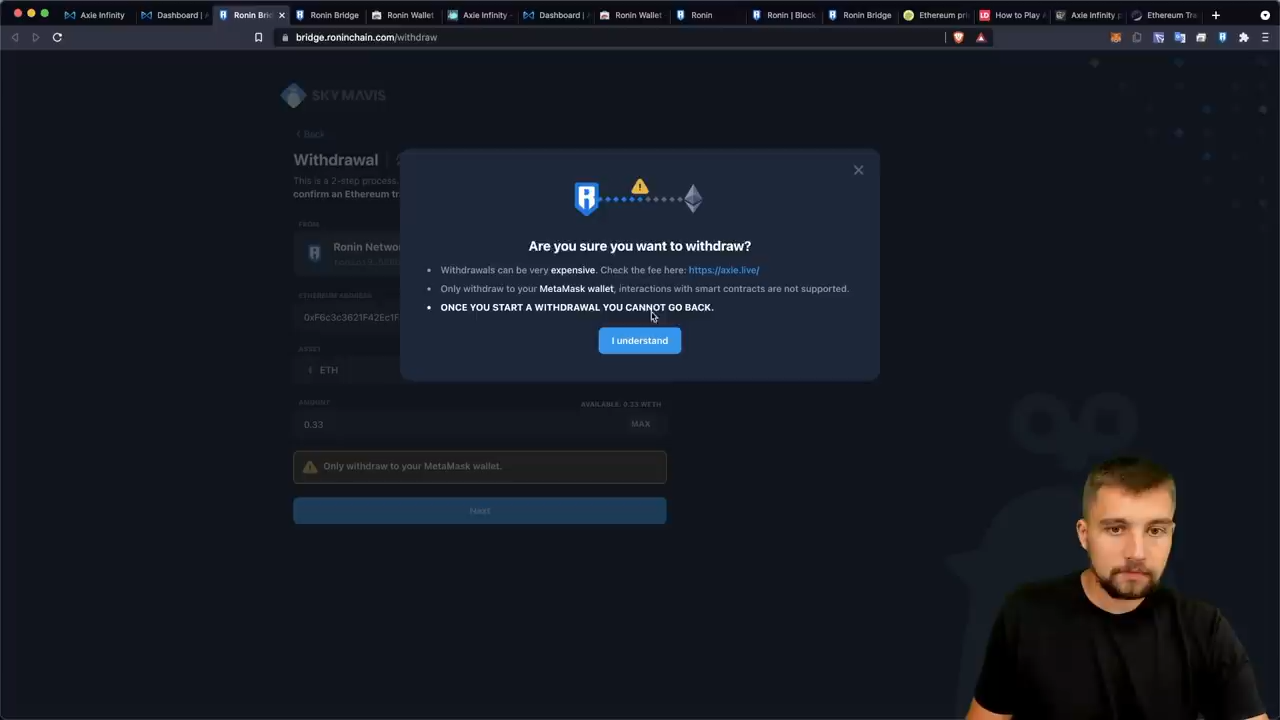 Axie Infinity
Dashboard |
Ronin Bri
Ronin Bridge
Ronin Wallet
Axie Infinity -
Dashboard |
Ronin Wallet
Ronin
Ronin | Block
Ronin Bridge
Ethereum pri
How to Play
Axie Infinity
Ethereum Tra
bridge.roninchain.com/withdraw
SKY MAVIS
Back
Withdrawal
This is a 2-step process.
confirm an Ethereum tr
FROM
Ronin Netwo
ETHEREUM ADDRESS
0xF6c3c3621F42Ec1F
ASSET
ETH
AMOUNT
AVAILABLE: 0.33 WETH
0.33
MAX
Only withdraw to your MetaMask wallet.
Next
Are you sure you want to withdraw?
• Withdrawals can be very expensive. Check the fee here: https://axie.live/
• Only withdraw to your MetaMask wallet, interactions with smart contracts are not supported.
• ONCE YOU START A WITHDRAWAL YOU CANNOT GO BACK.
I understand